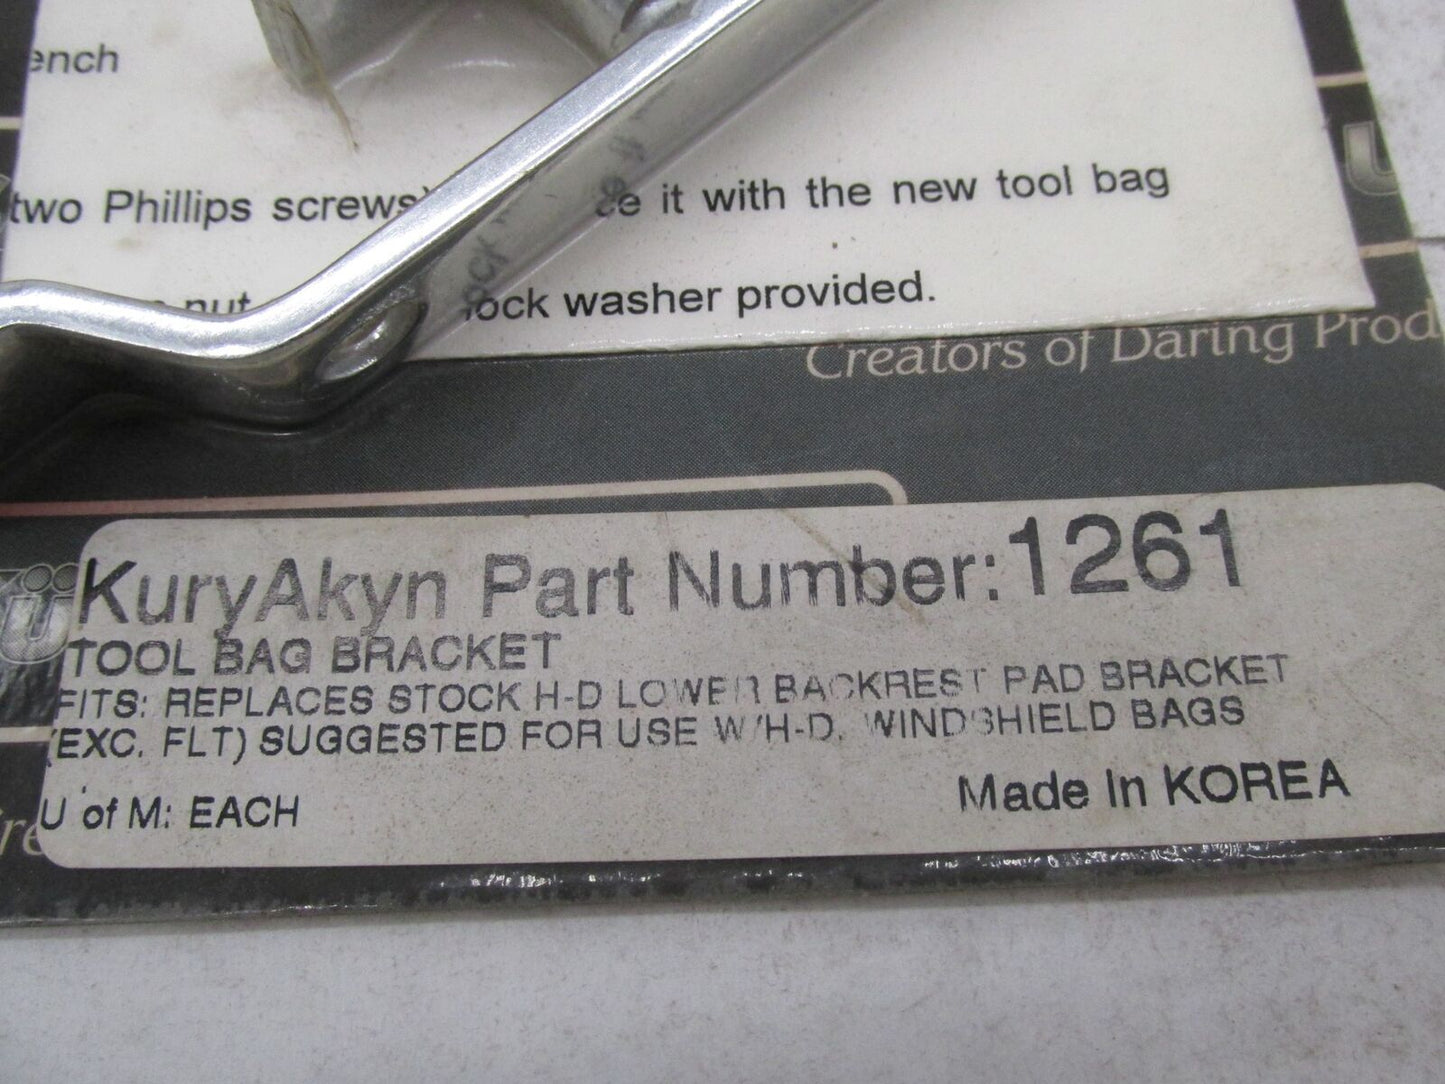 ench
two Phillips screws) it with the new tool bag
nut lock washer provided.
Creators of Daring Prod
KuryAkyn Part Number:1261
TOOL BAG BRACKET
FITS: REPLACES STOCK H-D LOWER BACKREST PAD BRACKET
(EXC. FLT) SUGGESTED FOR USE W/H-D. WINDSHIELD BAGS
U of M: EACH
Made In KOREA